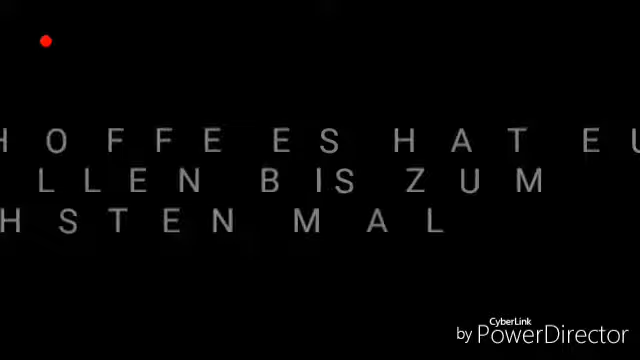 HOFFE ES HAT EU
LLEN BIS ZUM
HSTEN MAL
CyberLink
by PowerDirector